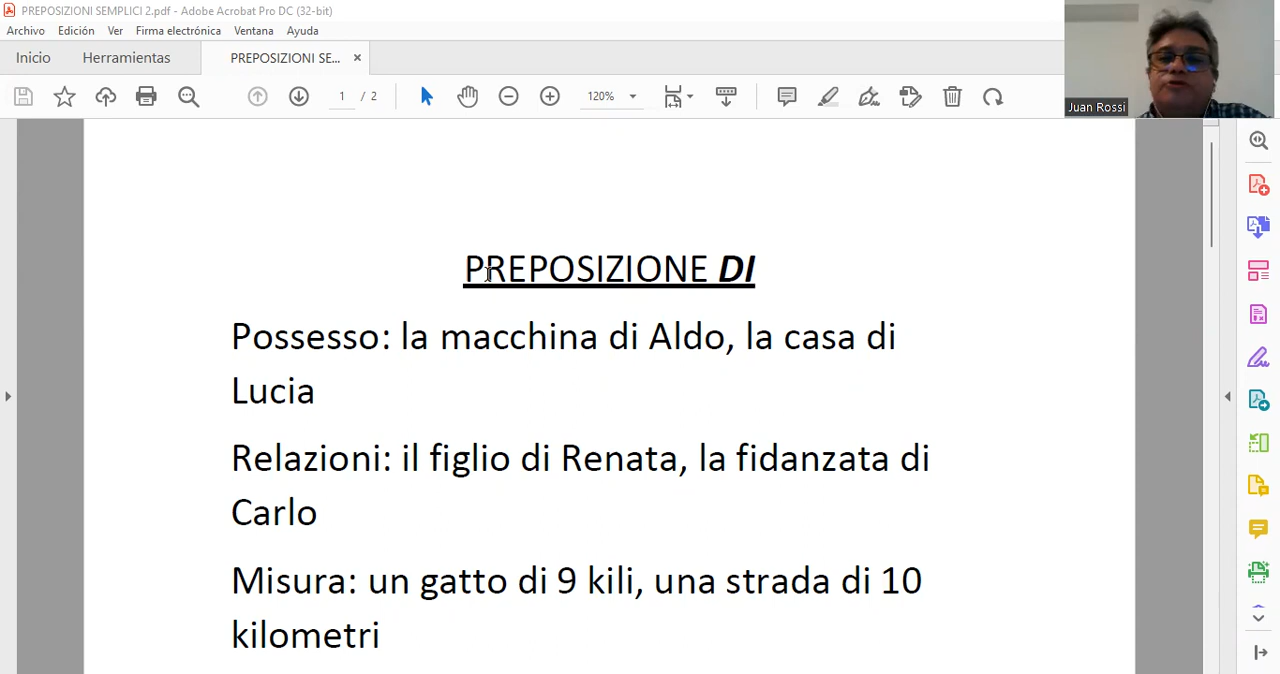 PREPOSIZIONI SEMPLICI 2.pdf - Adobe Acrobat Pro DC (32-bit)
Archivo Edición Ver Firma electrónica Ventana Ayuda
Inicio Herramientas PREPOSIZIONI SE... ×
1 / 2 120%
Juan Rossi
PREPOSIZIONE DI
Possesso: la macchina di Aldo, la casa di
Lucia
Relazioni: il figlio di Renata, la fidanzata di
Carlo
Misura: un gatto di 9 kili, una strada di 10
kilometri